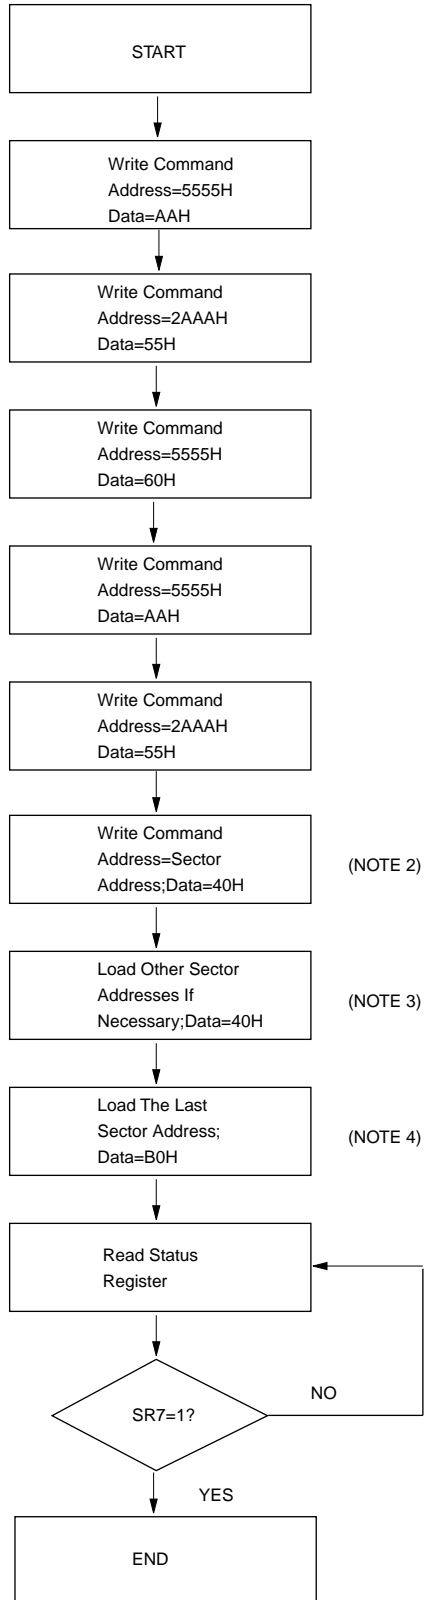 START
Write Command
Address=5555H
Data=AAH
Write Command
Address=2AAAH
Data=55H
Write Command
Address=5555H
Data=60H
Write Command
Address=5555H
Data=AAH
Write Command
Address=2AAAH
Data=55H
Write Command
Address=Sector
Address;Data=40H
(NOTE 2)
Load Other Sector
Addresses If
Necessary;Data=40H
(NOTE 3)
Load The Last
Sector Address;
Data=B0H
(NOTE 4)
Read Status
Register
SR7=1?
NO
YES
END